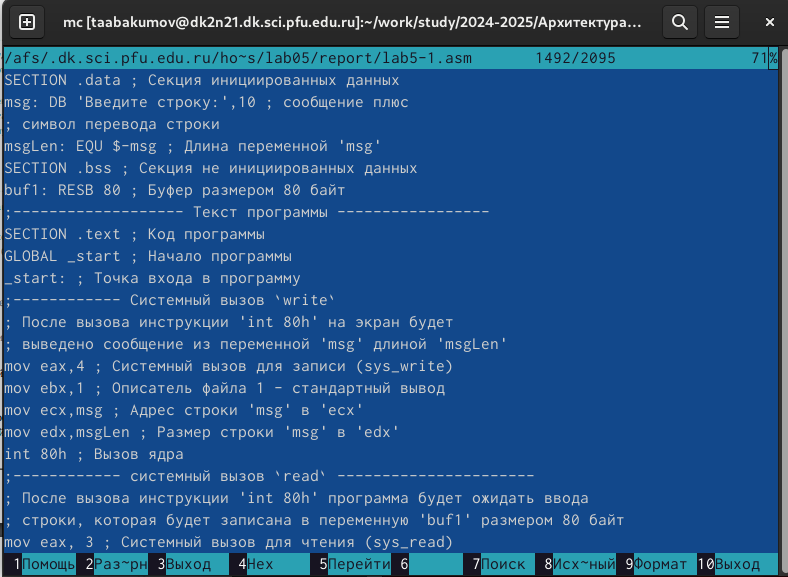 mc [taabakumov@dk2n21.dk.sci.pfu.edu.ru]:~/work/study/2024-2025/Архитектура...
/afs/.dk.sci.pfu.edu.ru/ho~s/lab05/report/lab5-1.asm 1492/2095 71%
SECTION .data ; Секция инициированных данных
msg: DB 'Введите строку:',10 ; сообщение плюс
; символ перевода строки
msgLen: EQU $-msg ; Длина переменной 'msg'
SECTION .bss ; Секция не инициированных данных
buf1: RESB 80 ; Буфер размером 80 байт
;------------------- Текст программы -----------------
SECTION .text ; Код программы
GLOBAL _start ; Начало программы
_start: ; Точка входа в программу
;------------ Системный вызов `write`
; После вызова инструкции 'int 80h' на экран будет
; выведено сообщение из переменной 'msg' длиной 'msgLen'
mov eax,4 ; Системный вызов для записи (sys_write)
mov ebx,1 ; Описатель файла 1 - стандартный вывод
mov ecx,msg ; Адрес строки 'msg' в 'ecx'
mov edx,msgLen ; Размер строки 'msg' в 'edx'
int 80h ; Вызов ядра
;------------ системный вызов `read` ----------------------
; После вызова инструкции 'int 80h' программа будет ожидать ввода
; строки, которая будет записана в переменную 'buf1' размером 80 байт
mov eax, 3 ; Системный вызов для чтения (sys_read)
1Помощь 2Раз~рн 3Выход 4Hex 5Перейти 6 7Поиск 8Исх~ный 9Формат 10Выход